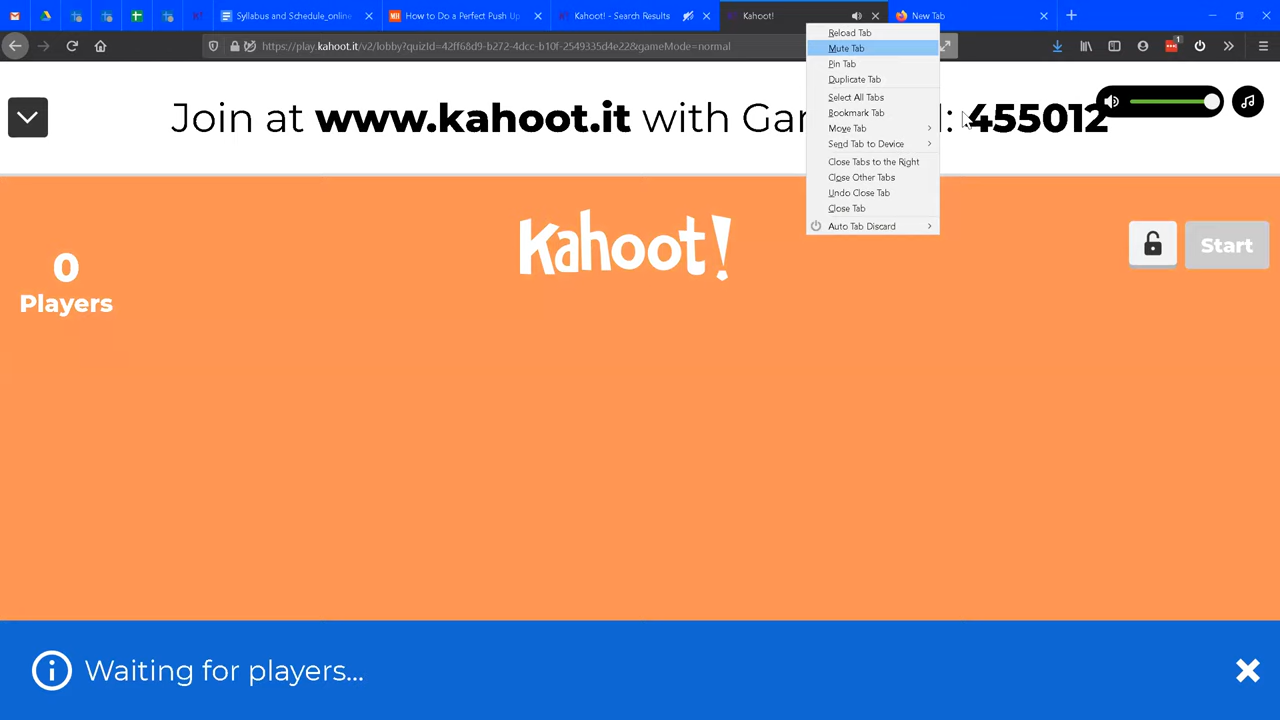 Syllabus and Schedule_online
How to Do a Perfect Push Up
Kahoot! - Search Results
Kahoot!
New Tab
https://play.kahoot.it/v2/lobby?quizId=42ff68d9-b272-4dcc-b10f-2549335d4e22&gameMode=normal
1
Reload Tab
Mute Tab
Pin Tab
Duplicate Tab
Select All Tabs
Bookmark Tab
Move Tab
Send Tab to Device
Close Tabs to the Right
Close Other Tabs
Undo Close Tab
Close Tab
Auto Tab Discard
Join at www.kahoot.it with : 455012
Kahoot!
0
Players
Start
Waiting for players...